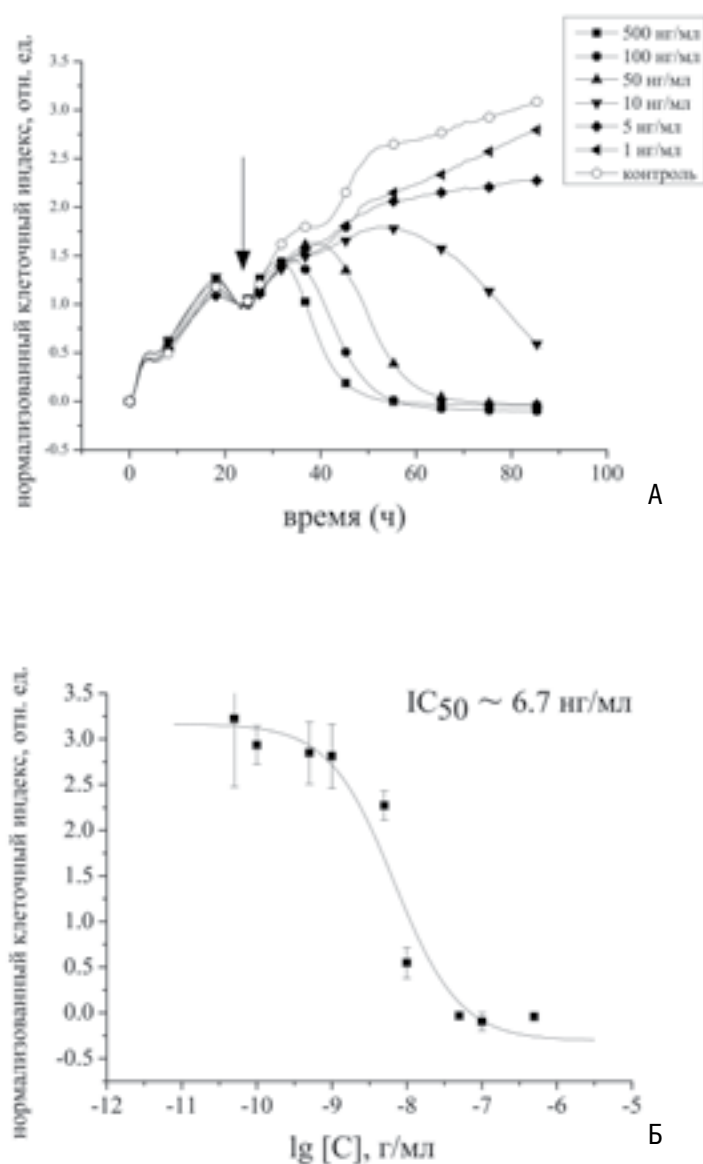 500 нг/мл
100 нг/мл
50 нг/мл
10 нг/мл
5 нг/мл
1 нг/мл
контроль
нормализованный клеточный индекс, отн. ед.
3.5
3.0
2.5
2.0
1.5
1.0
0.5
0.0
-0.5
0
20
40
60
80
100
время (ч)
А
нормализованный клеточный индекс, отн. ед.
IC50 ~ 6.7 нг/мл
3.5
3.0
2.5
2.0
1.5
1.0
0.5
0.0
-0.5
-12
-11
-10
-9
-8
-7
-6
-5
lg [C], г/мл
Б